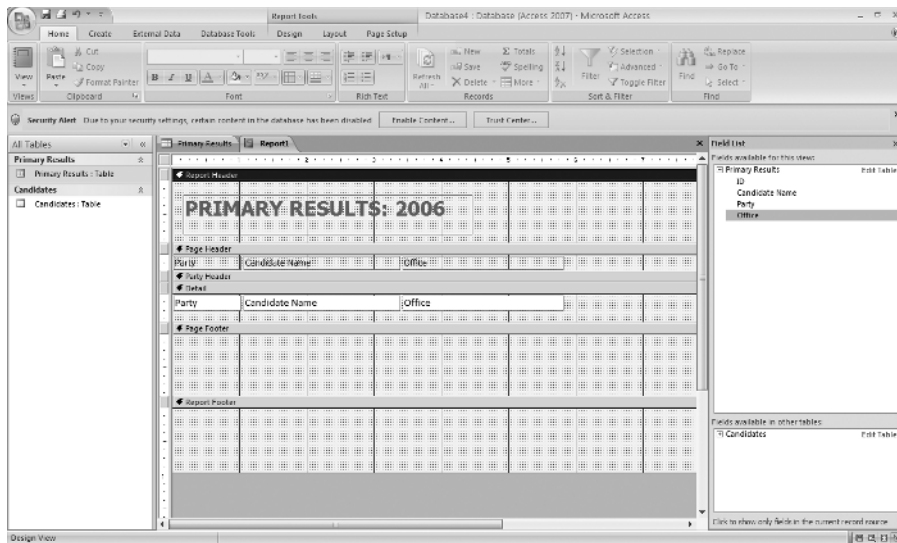 Report Tools
Database4 : Database (Access 2007) - Microsoft Access
Home Create External Data Database Tools Design Layout Page Setup
View
Views
Paste
Cut
Copy
Format Painter
Clipboard
B I U A
Font
Rich Text
Refresh All
New
Save
Delete
Totals
Spelling
More
Records
Filter
Selection
Advanced
Toggle Filter
Sort & Filter
Find
Replace
Go To
Select
Find
Security Alert Due to your security settings, certain content in the database has been disabled Enable Content... Trust Center...
All Tables
Primary Results
Primary Results : Table
Candidates
Candidates : Table
Primary Results Report1
1 2 3 4 5 6 7
Report Header
PRIMARY RESULTS: 2006
Page Header
Party Candidate Name Office
Party Header
Detail
Party Candidate Name Office
Page Footer
Report Footer
Field List
Fields available for this view:
Primary Results Edit Table
ID
Candidate Name
Party
Office
Fields available in other tables:
Candidates Edit Table
Click to show only fields in the current record source
Design View